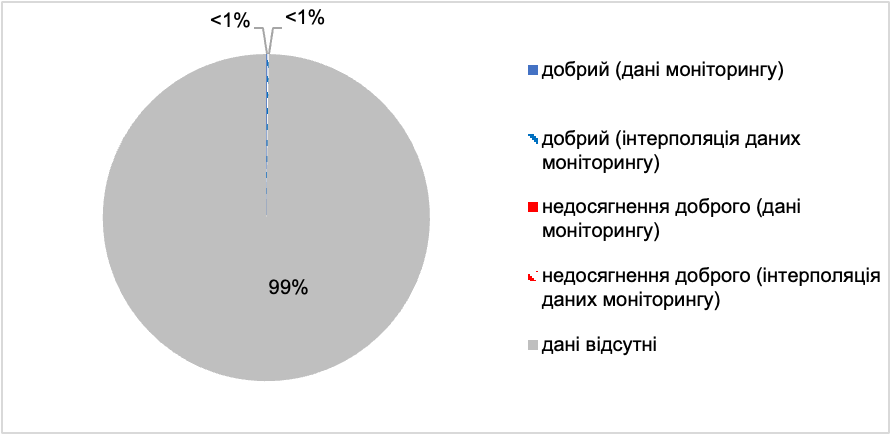 <1%
<1%
99%
добрий (дані моніторингу)
добрий (інтерполяція даних
моніторингу)
недосягнення доброго (дані
моніторингу)
недосягнення доброго (інтерполяція
даних моніторингу)
дані відсутні